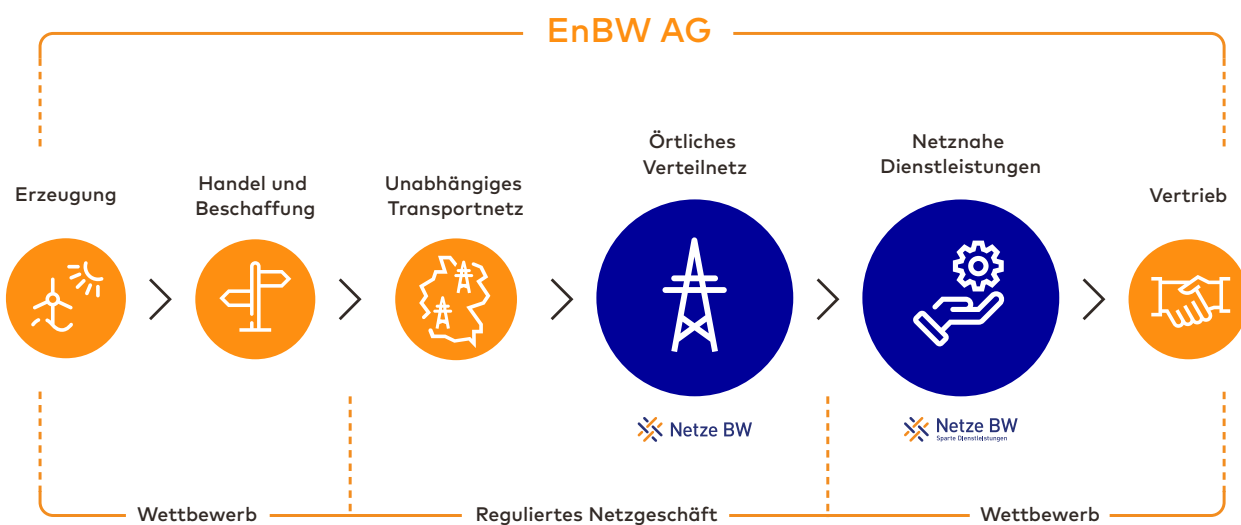 EnBW AG
Erzeugung
Handel und
Beschaffung
Unabhängiges
Transportnetz
Örtliches
Verteilnetz
Netznahe
Dienstleistungen
Vertrieb
Netze BW
Netze BW
Sparte Dienstleistungen
Wettbewerb
Reguliertes Netzgeschäft
Wettbewerb